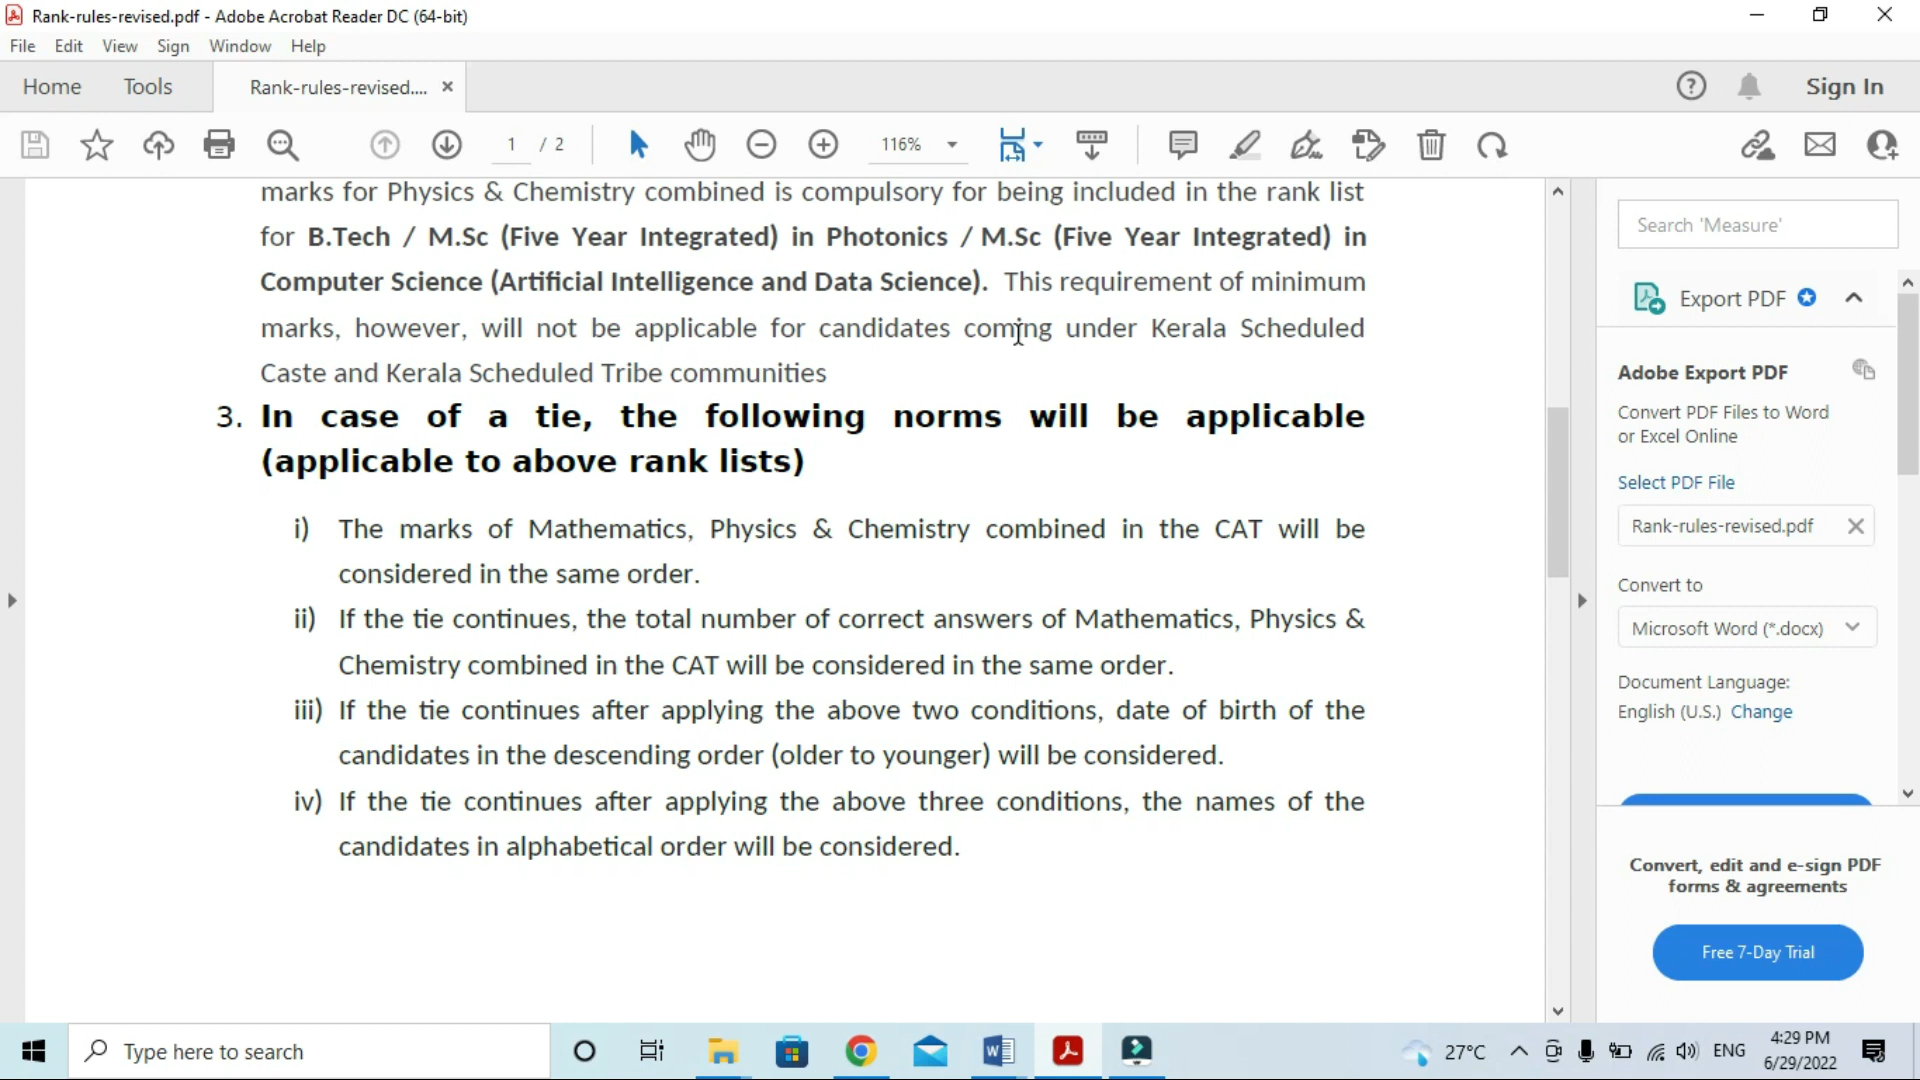 Rank-rules-revised.pdf - Adobe Acrobat Reader DC (64-bit)
File Edit View Sign Window Help
Home Tools Rank-rules-revised.... × Sign In
1 / 2 116%
marks for Physics & Chemistry combined is compulsory for being included in the rank list
for B.Tech / M.Sc (Five Year Integrated) in Photonics / M.Sc (Five Year Integrated) in
Computer Science (Artificial Intelligence and Data Science). This requirement of minimum
marks, however, will not be applicable for candidates coming under Kerala Scheduled
Caste and Kerala Scheduled Tribe communities
3. In case of a tie, the following norms will be applicable
(applicable to above rank lists)
i) The marks of Mathematics, Physics & Chemistry combined in the CAT will be
considered in the same order.
ii) If the tie continues, the total number of correct answers of Mathematics, Physics &
Chemistry combined in the CAT will be considered in the same order.
iii) If the tie continues after applying the above two conditions, date of birth of the
candidates in the descending order (older to younger) will be considered.
iv) If the tie continues after applying the above three conditions, the names of the
candidates in alphabetical order will be considered.
Search 'Measure'
Export PDF
Adobe Export PDF
Convert PDF Files to Word
or Excel Online
Select PDF File
Rank-rules-revised.pdf
Convert to
Microsoft Word (*.docx)
Document Language:
English (U.S.) Change
Convert, edit and e-sign PDF
forms & agreements
Free 7-Day Trial
Type here to search
27°C
ENG
4:29 PM
6/29/2022